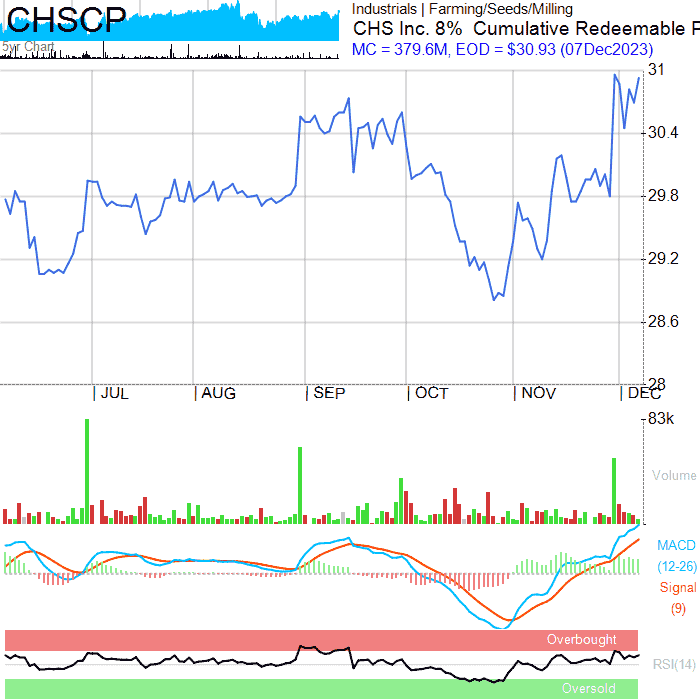 CHSCP
5yr Chart
Industrials | Farming/Seeds/Milling
CHS Inc. 8%  Cumulative Redeemable P
MC = 379.6M, EOD = $30.93 (07Dec2023)
31
30.4
29.8
29.2
28.6
28
JUL
AUG
SEP
OCT
NOV
DEC
83k
Volume
MACD
(12-26)
Signal
(9)
Overbought
RSI(14)
Oversold